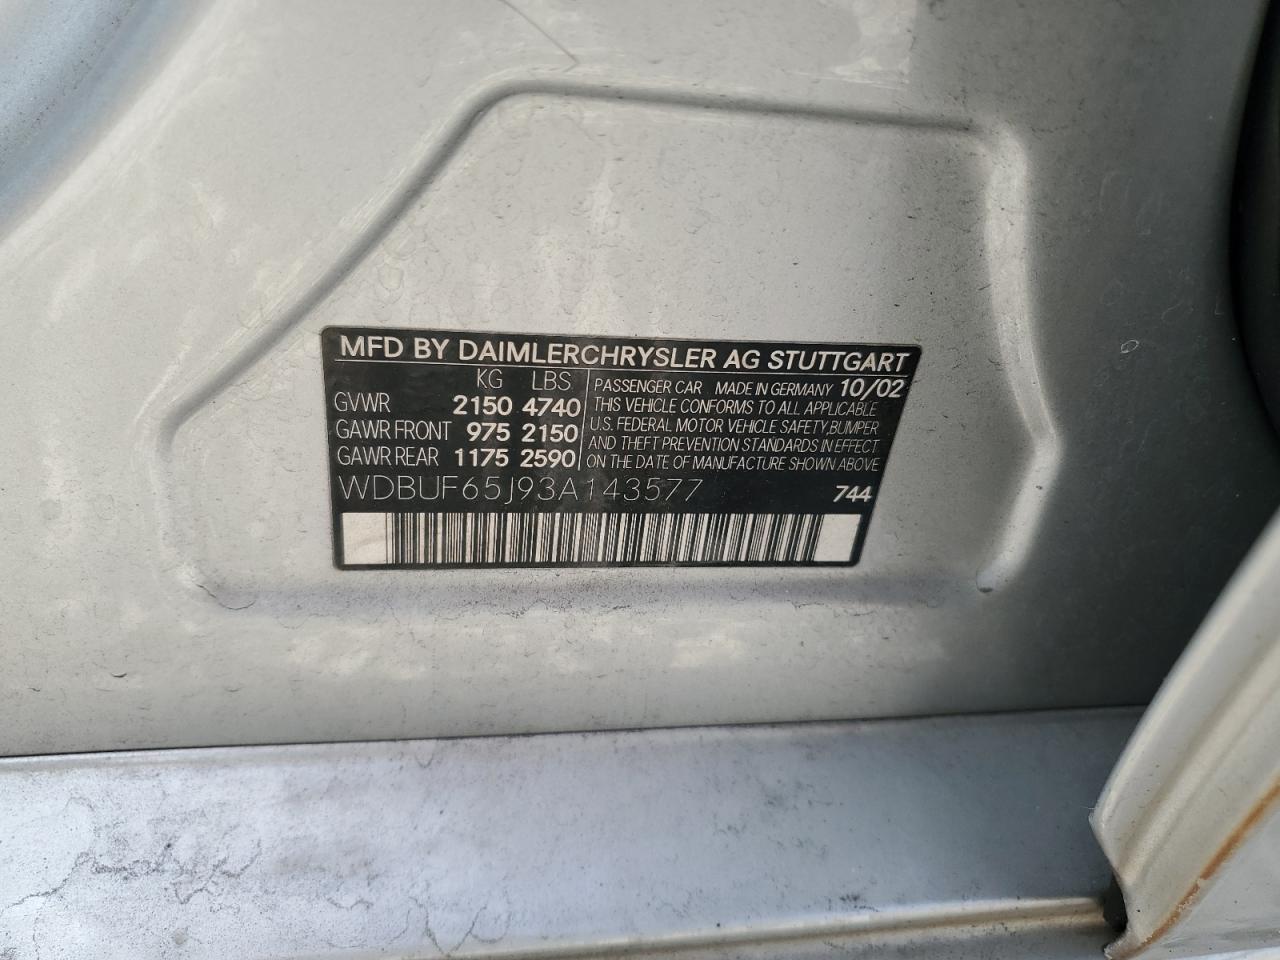 MFD BY DAIMLERCHRYSLER AG STUTTGART
KG LBS
GVWR 2150 4740
GAWR FRONT 975 2150
GAWR REAR 1175 2590
PASSENGER CAR MADE IN GERMANY 10/02
THIS VEHICLE CONFORMS TO ALL APPLICABLE
U.S. FEDERAL MOTOR VEHICLE SAFETY, BUMPER
AND THEFT PREVENTION STANDARDS IN EFFECT
ON THE DATE OF MANUFACTURE SHOWN ABOVE
WDBUF65J93A143577 744